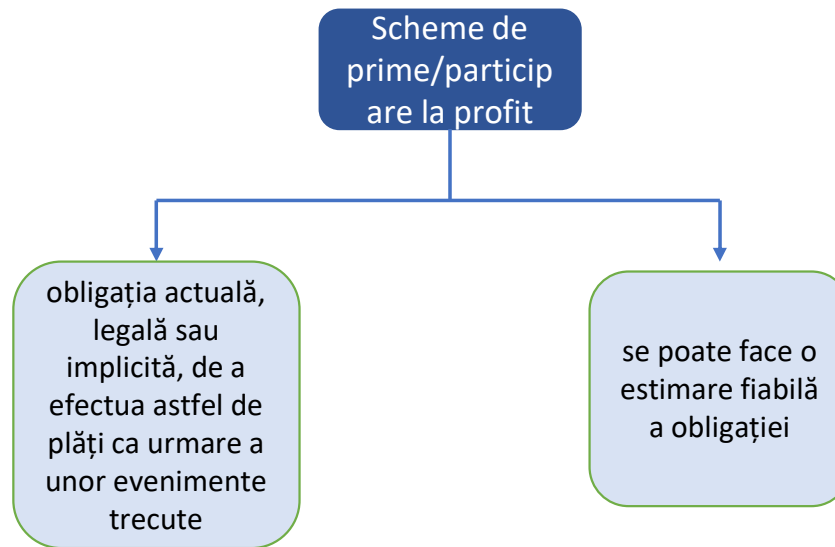 Scheme de
prime/particip
are la profit
obligația actuală,
legală sau
implicită, de a
efectua astfel de
plăți ca urmare a
unor evenimente
trecute
se poate face o
estimare fiabilă
a obligației